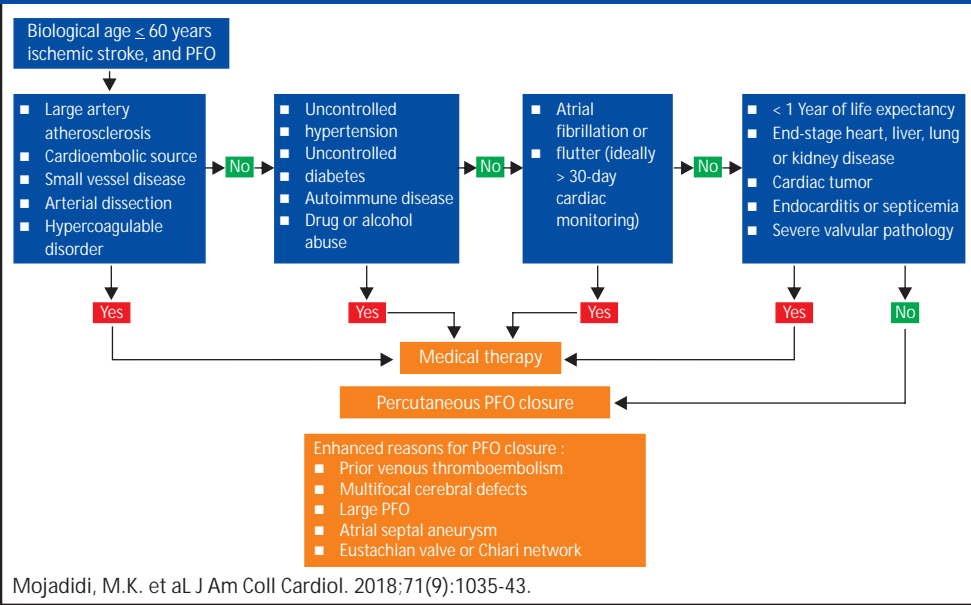 Biological age ≤ 60 years
ischemic stroke, and PFO
■ Large artery
atherosclerosis
■ Cardioembolic source
■ Small vessel disease
■ Arterial dissection
■ Hypercoagulable
disorder
No
■ Uncontrolled
■ hypertension
■ Uncontrolled
■ diabetes
■ Autoimmune disease
■ Drug or alcohol
abuse
No
■ Atrial
fibrillation or
■ flutter (ideally
> 30-day
cardiac
monitoring)
No
■ < 1 Year of life expectancy
■ End-stage heart, liver, lung
or kidney disease
■ Cardiac tumor
■ Endocarditis or septicemia
■ Severe valvular pathology
Yes
Yes
Yes
Yes
No
Medical therapy
Percutaneous PFO closure
Enhanced reasons for PFO closure :
■ Prior venous thromboembolism
■ Multifocal cerebral defects
■ Large PFO
■ Atrial septal aneurysm
■ Eustachian valve or Chiari network
Mojadidi, M.K. et aL J Am Coll Cardiol. 2018;71(9):1035-43.